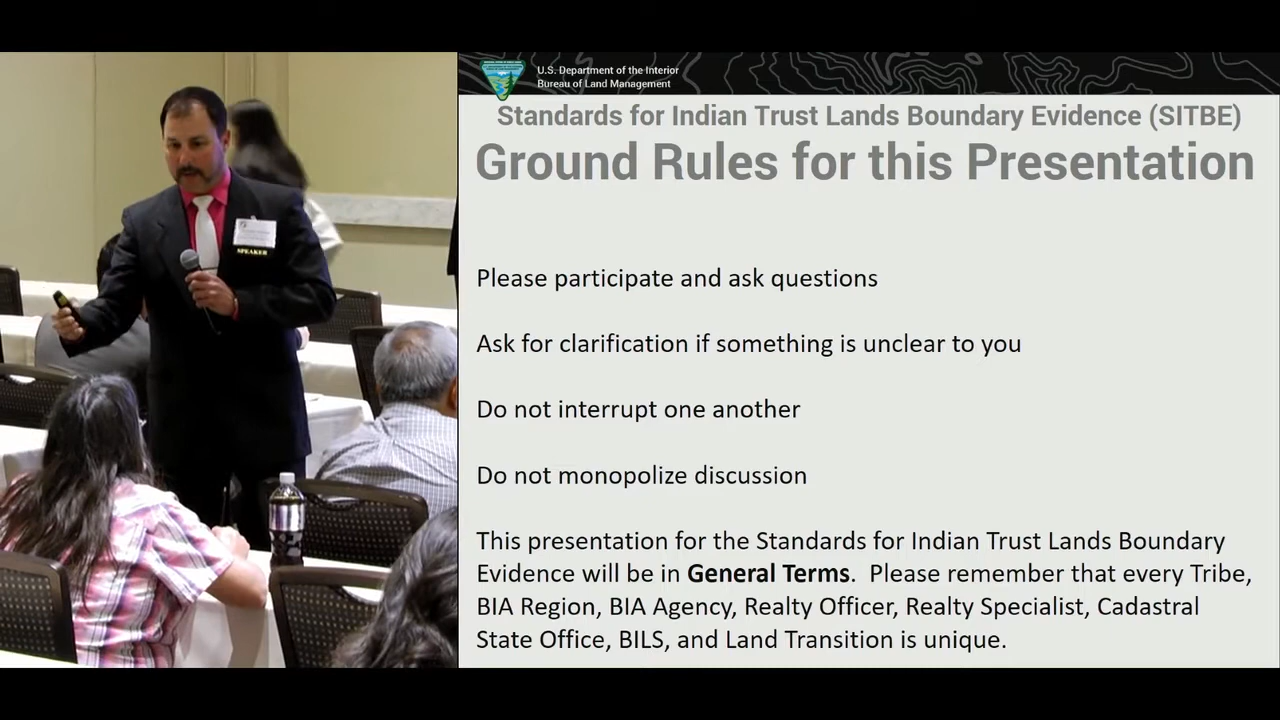 U.S. Department of the Interior
Bureau of Land Management
Standards for Indian Trust Lands Boundary Evidence (SITBE)
Ground Rules for this Presentation
Please participate and ask questions
Ask for clarification if something is unclear to you
Do not interrupt one another
Do not monopolize discussion
This presentation for the Standards for Indian Trust Lands Boundary
Evidence will be in General Terms. Please remember that every Tribe,
BIA Region, BIA Agency, Realty Officer, Realty Specialist, Cadastral
State Office, BILS, and Land Transition is unique.
SPEAKER